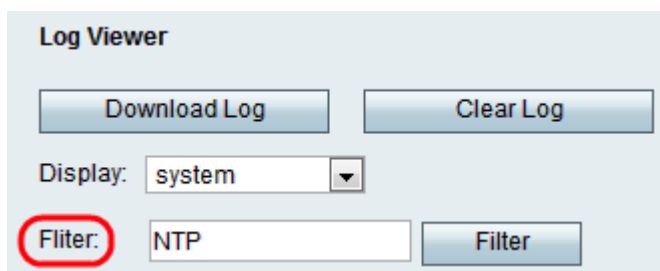 Log Viewer
Download Log Clear Log
Display: system
Fliter: NTP Filter